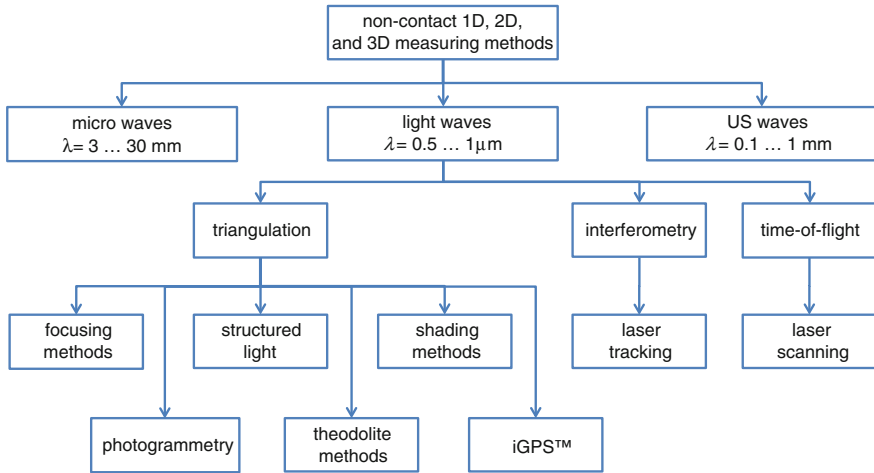 non-contact 1D, 2D,
and 3D measuring methods
micro waves
λ= 3 … 30 mm
light waves
λ= 0.5 … 1μm
US waves
λ= 0.1 … 1 mm
triangulation
interferometry
time-of-flight
focusing
methods
structured
light
shading
methods
laser
tracking
laser
scanning
photogrammetry
theodolite
methods
iGPS™